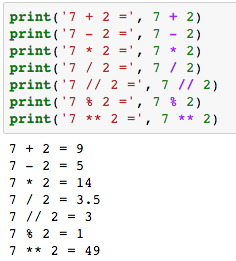 print('7 + 2 =', 7 + 2)
print('7 - 2 =', 7 - 2)
print('7 * 2 =', 7 * 2)
print('7 / 2 =', 7 / 2)
print('7 // 2 =', 7 // 2)
print('7 % 2 =', 7 % 2)
print('7 ** 2 =', 7 ** 2)
7 + 2 = 9
7 - 2 = 5
7 * 2 = 14
7 / 2 = 3.5
7 // 2 = 3
7 % 2 = 1
7 ** 2 = 49